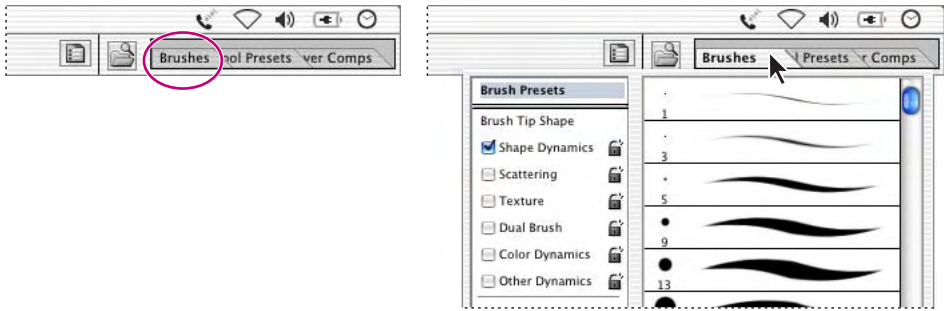 Brushes ool Presets ver Comps
Brushes l Presets r Comps
Brush Presets
Brush Tip Shape
Shape Dynamics
Scattering
Texture
Dual Brush
Color Dynamics
Other Dynamics
1
3
5
9
13